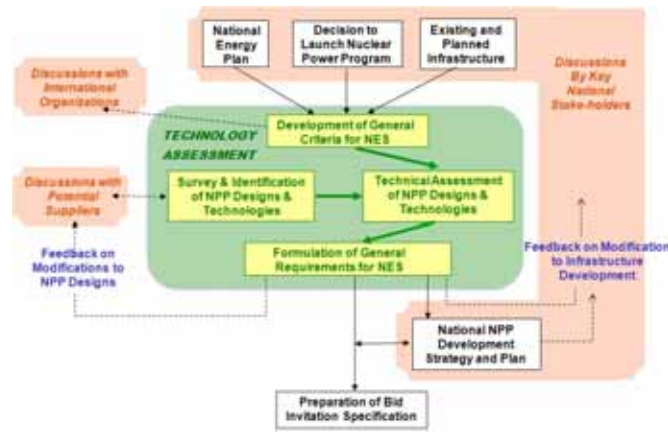 National
Energy
Plan
Decision to
Launch Nuclear
Power Program
Existing and
Planned
Infrastructure
Discussions
By Key
National
Stake-holders
Discussions with
International
Organizations
TECHNOLOGY
ASSESSMENT
Development of General
Criteria for NES
Survey & Identification
of NPP Designs &
Technologies
Technical Assessment
of NPP Designs &
Technologies
Discussions with
Potential
Suppliers
Formulation of General
Requirements for NES
Feedback on
Modifications to
NPP Designs
Feedback on Modification
to Infrastructure
Development
National NPP
Development
Strategy and Plan
Preparation of Bid
Invitation Specification